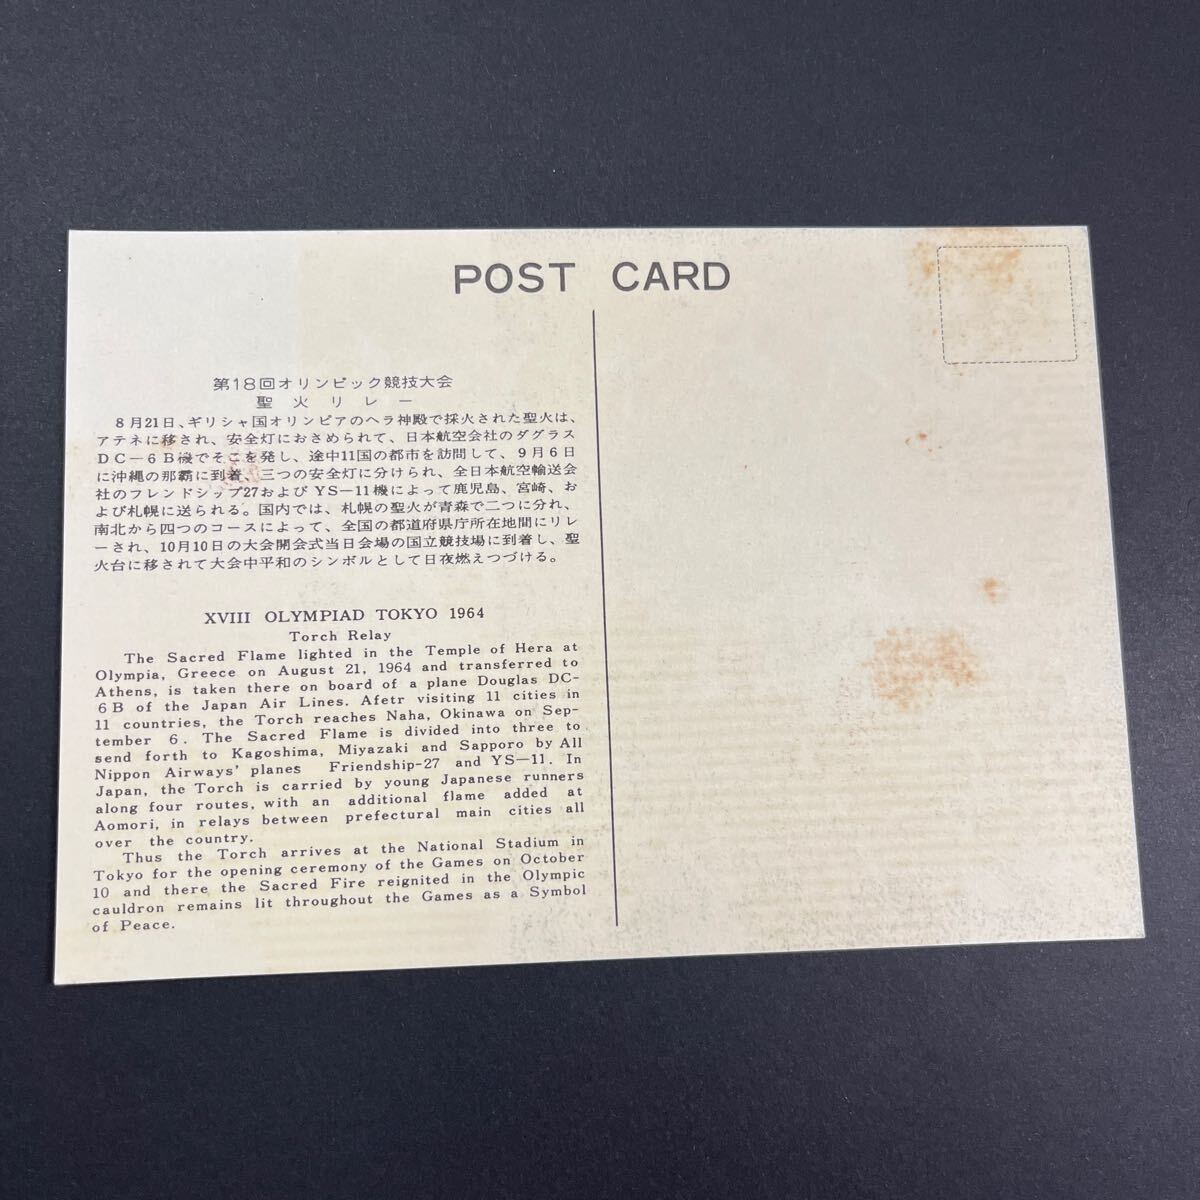 POST CARD
第18回オリンピック競技大会
聖火リレー
8月21日、ギリシャ国オリンピアのヘラ神殿で採火された聖火は、
アテネに移され、安全灯におさめられて、日本航空会社のダグラス
DC—6B機でそこを発し、途中11国の都市を訪問して、9月6日
に沖縄の那覇に到着、三つの安全灯に分けられ、全日本航空輸送会
社のフレンドシップ27およびYS—11機によって鹿児島、宮崎、お
よび札幌に送られる。国内では、札幌の聖火が青森で二つに分れ、
南北から四つのコースによって、全国の都道府県庁所在地間にリレ
ーされ、10月10日の大会開会式当日会場の国立競技場に到着し、聖
火台に移されて大会中平和のシンボルとして日夜燃えつづける。
XVIII OLYMPIAD TOKYO 1964
Torch Relay
The Sacred Flame lighted in the Temple of Hera at
Olympia, Greece on August 21, 1964 and transferred to
Athens, is taken there on board of a plane Douglas DC-
6B of the Japan Air Lines. Afetr visiting 11 cities in
11 countries, the Torch reaches Naha, Okinawa on Sep-
tember 6. The Sacred Flame is divided into three to
send forth to Kagoshima, Miyazaki and Sapporo by All
Nippon Airways' planes Friendship-27 and YS—11. In
Japan, the Torch is carried by young Japanese runners
along four routes, with an additional flame added at
Aomori, in relays between prefectural main cities all
over the country.
Thus the Torch arrives at the National Stadium in
Tokyo for the opening ceremony of the Games on October
10 and there the Sacred Fire reignited in the Olympic
cauldron remains lit throughout the Games as a Symbol
of Peace.